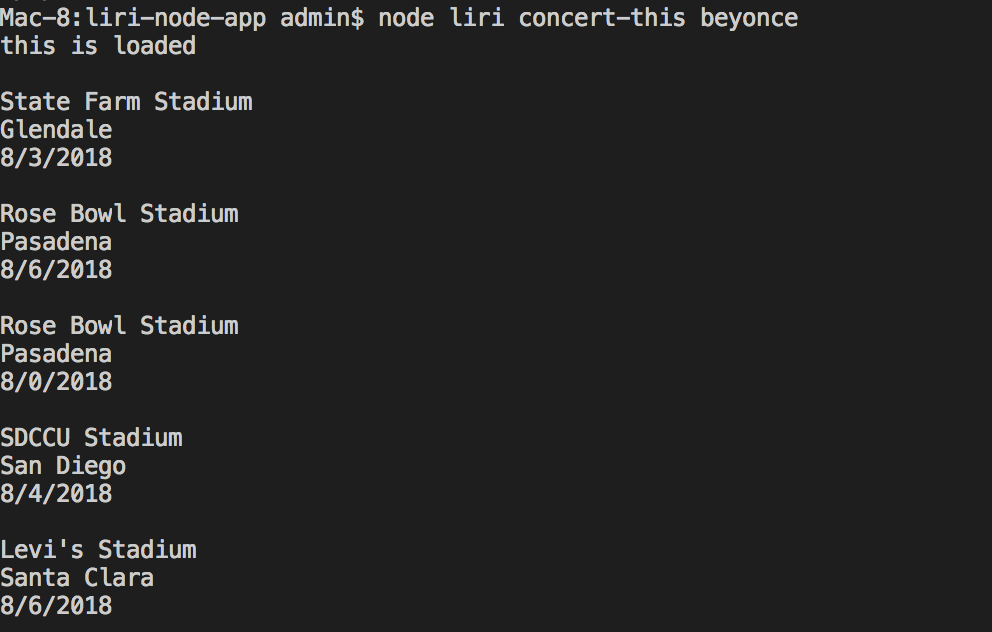 Mac-8:liri-node-app admin$ node liri concert-this beyonce
this is loaded
State Farm Stadium
Glendale
8/3/2018
Rose Bowl Stadium
Pasadena
8/6/2018
Rose Bowl Stadium
Pasadena
8/0/2018
SDCCU Stadium
San Diego
8/4/2018
Levi's Stadium
Santa Clara
8/6/2018